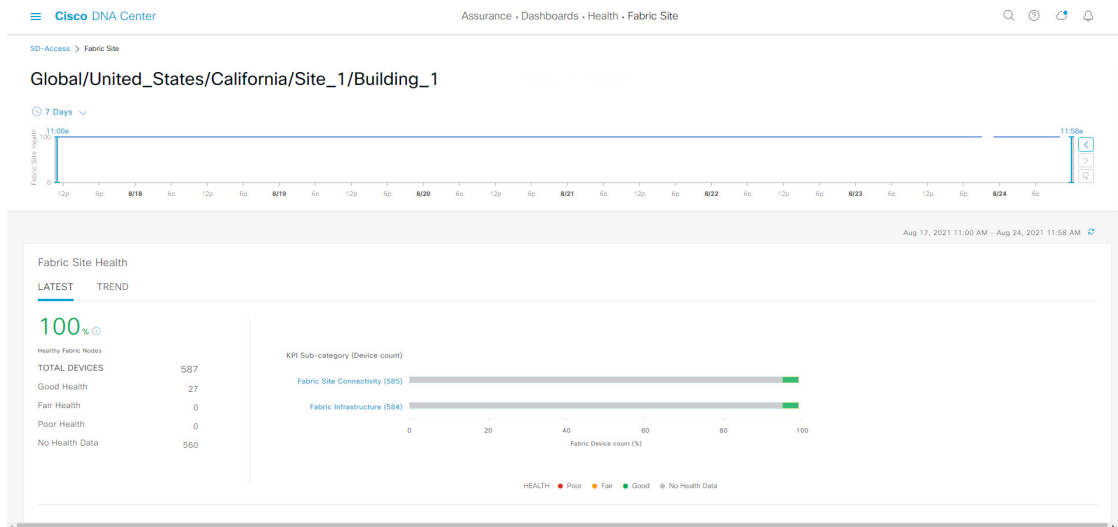 Cisco DNA Center
Assurance · Dashboards · Health · Fabric Site
SD-Access > Fabric Site
Global/United_States/California/Site_1/Building_1
7 Days
11:00a
11:58a
Fabric Site Health
100
0
12p 6p 8/18 6a 12p 6p 8/19 6a 12p 6p 8/20 6a 12p 6p 8/21 6a 12p 6p 8/22 6a 12p 6p 8/23 6a 12p 6p 8/24 6a
Aug 17, 2021 11:00 AM - Aug 24, 2021 11:58 AM
Fabric Site Health
LATEST TREND
100 %
Healthy Fabric Nodes
TOTAL DEVICES 587
Good Health 27
Fair Health 0
Poor Health 0
No Health Data 560
KPI Sub-category (Device count)
Fabric Site Connectivity (585)
Fabric Infrastructure (584)
0 20 40 60 80 100
Fabric Device count (%)
HEALTH Poor Fair Good No Health Data